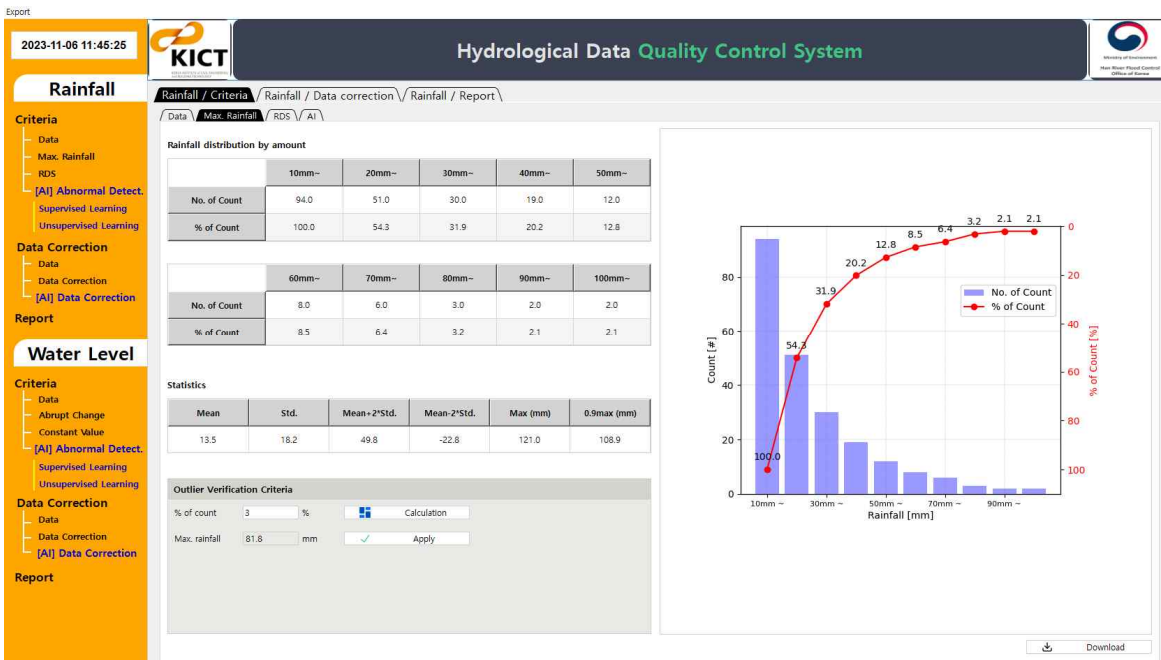 Export
2023-11-06 11:45:25
KICT
Hydrological Data Quality Control System
Ministry of Environment
Han River Flood Control
Office of Korea
Rainfall
Criteria
Data
Max. Rainfall
RDS
[AI] Abnormal Detect.
Supervised Learning
Unsupervised Learning
Data Correction
Data
Data Correction
[AI] Data Correction
Report
Water Level
Criteria
Data
Abrupt Change
Constant Value
[AI] Abnormal Detect.
Supervised Learning
Unsupervised Learning
Data Correction
Data
Data Correction
[AI] Data Correction
Report
Rainfall / Criteria Rainfall / Data correction Rainfall / Report
Data Max. Rainfall RDS AI
Rainfall distribution by amount
10mm~ 20mm~ 30mm~ 40mm~ 50mm~
No. of Count 94.0 51.0 30.0 19.0 12.0
% of Count 100.0 54.3 31.9 20.2 12.8
60mm~ 70mm~ 80mm~ 90mm~ 100mm~
No. of Count 8.0 6.0 3.0 2.0 2.0
% of Count 8.5 6.4 3.2 2.1 2.1
Statistics
Mean Std. Mean+2*Std. Mean-2*Std. Max (mm) 0.9max (mm)
13.5 18.2 49.8 -22.8 121.0 108.9
Outlier Verification Criteria
% of count 3 % Calculation
Max. rainfall 81.8 mm Apply
100.0
54.3
31.9
20.2
12.8
8.5
6.4
3.2
2.1
2.1
No. of Count
% of Count
Count [#]
80
60
40
20
0
% of Count [%]
0
20
40
60
80
100
10mm ~ 30mm ~ 50mm ~ 70mm ~ 90mm ~
Rainfall [mm]
Download